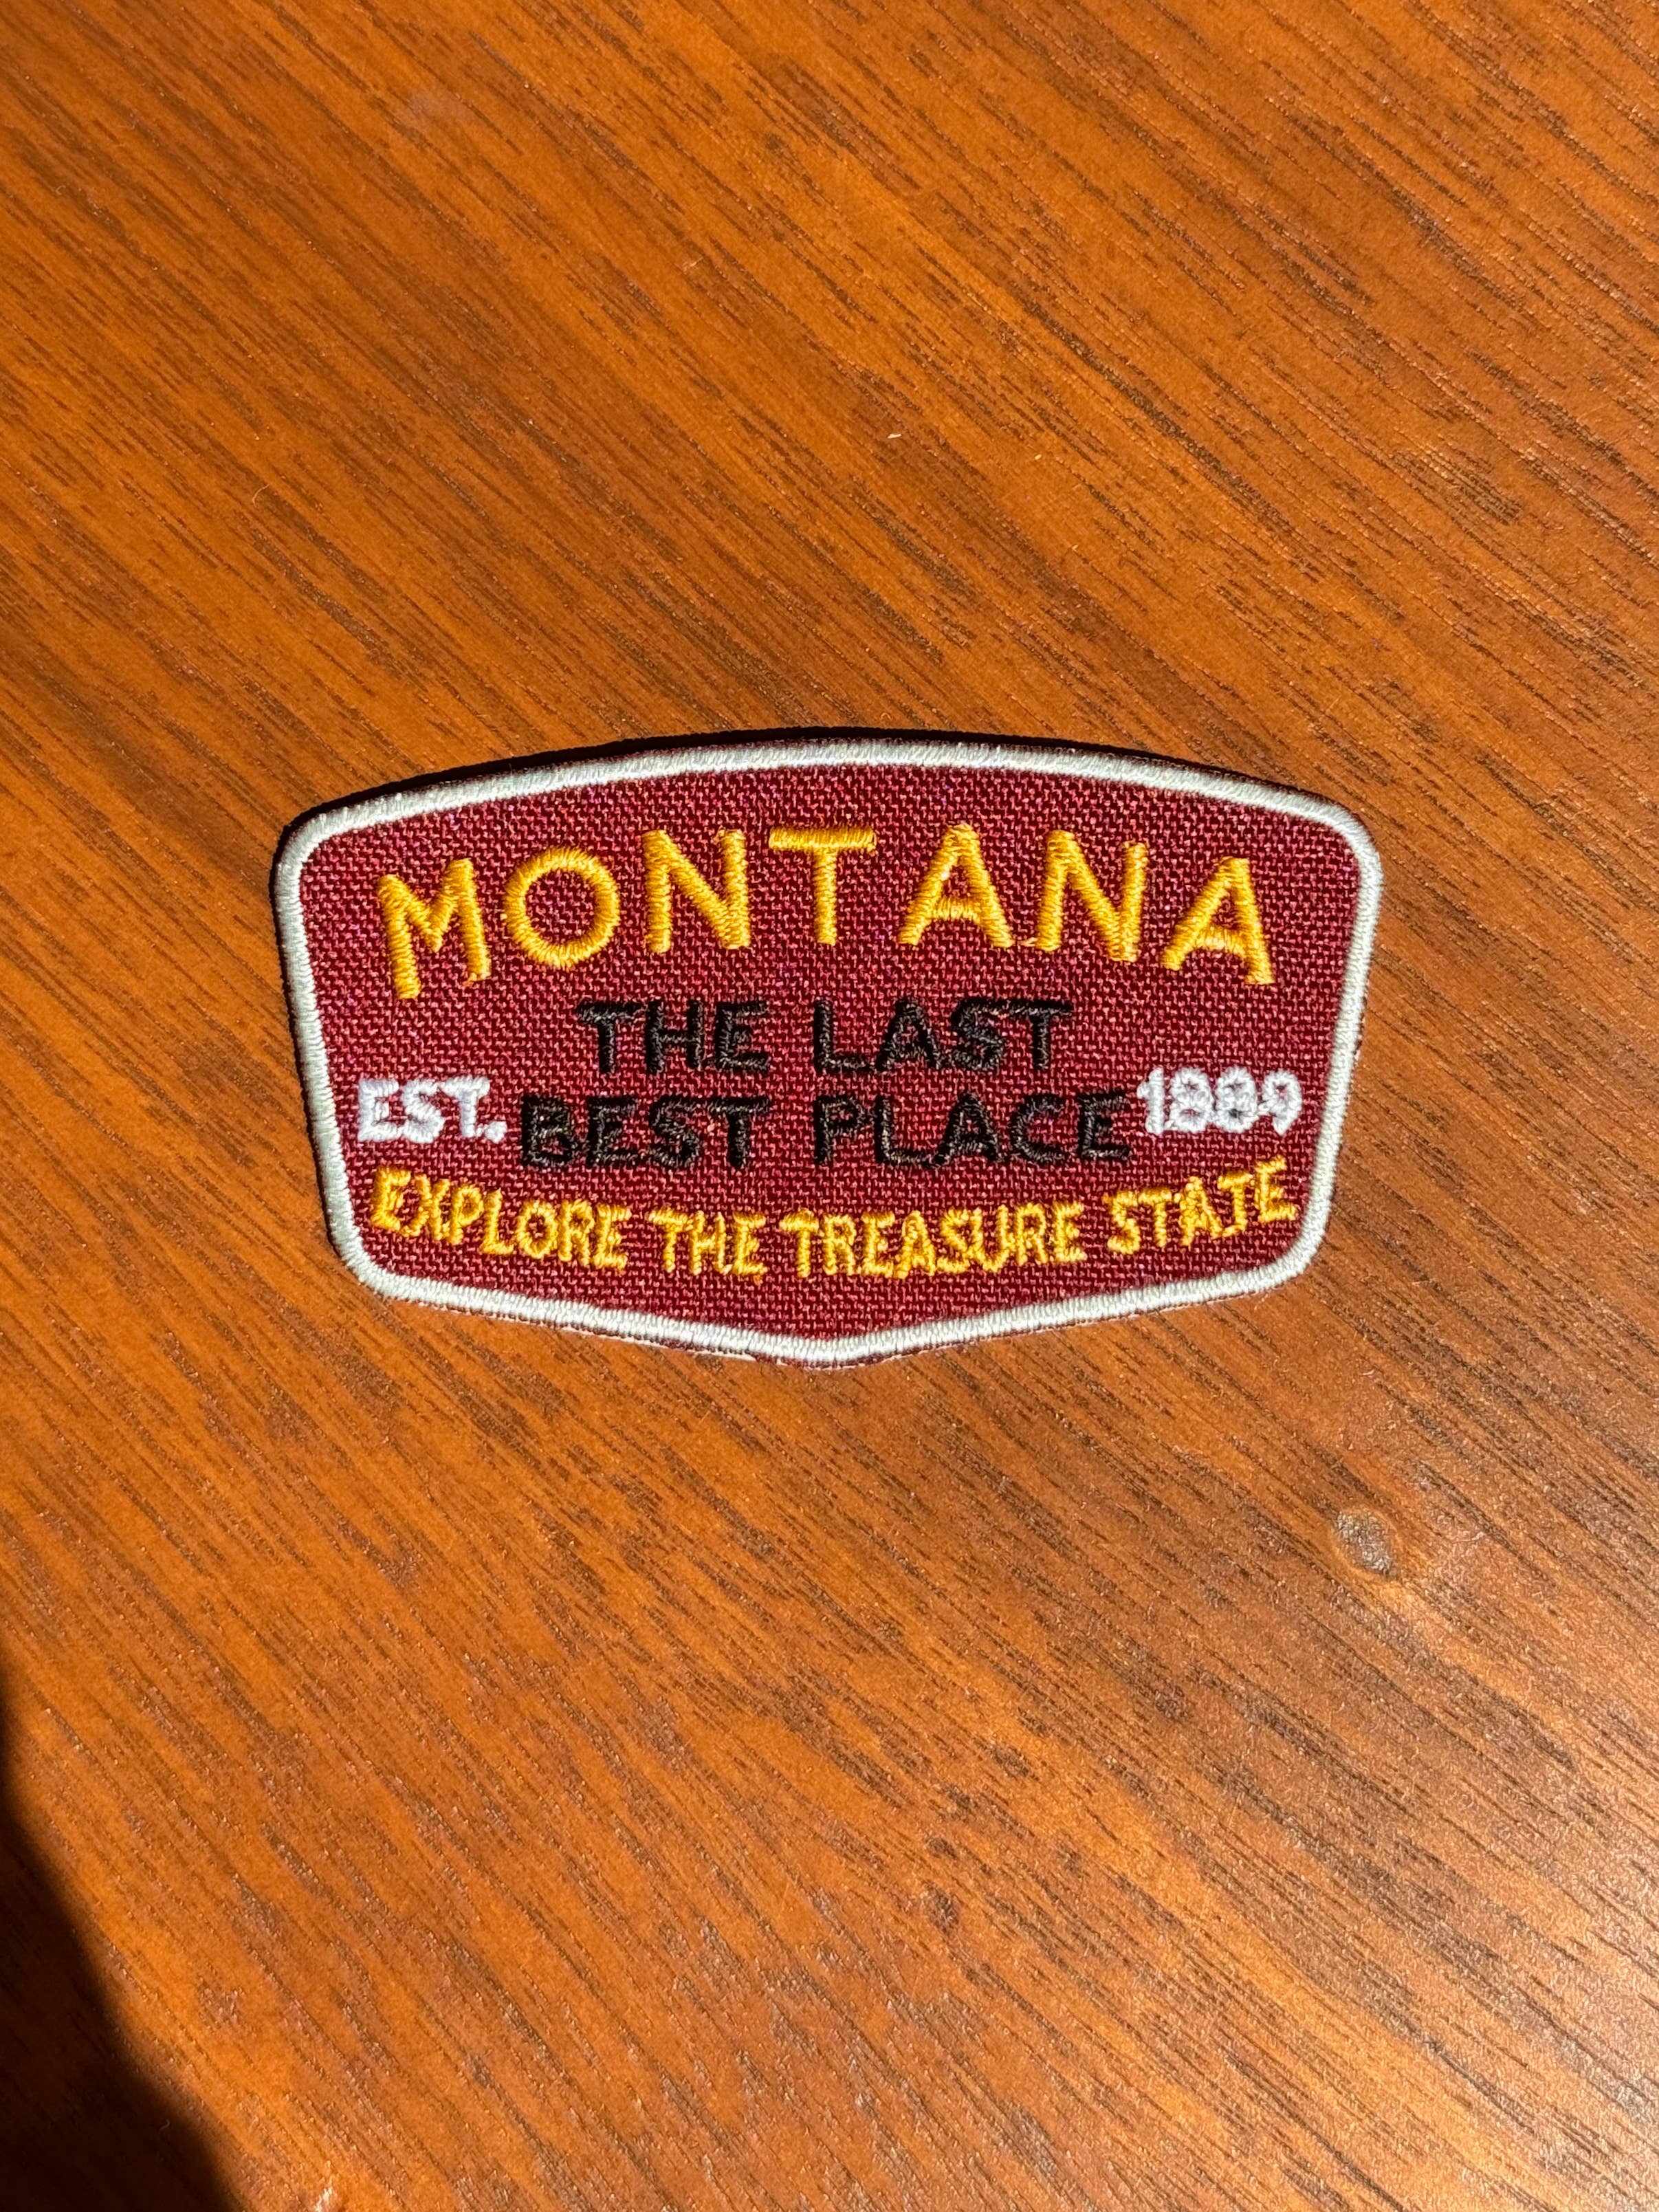 MONTANA
THE LAST
EST. BEST PLACE 1889
EXPLORE THE TREASURE STATE